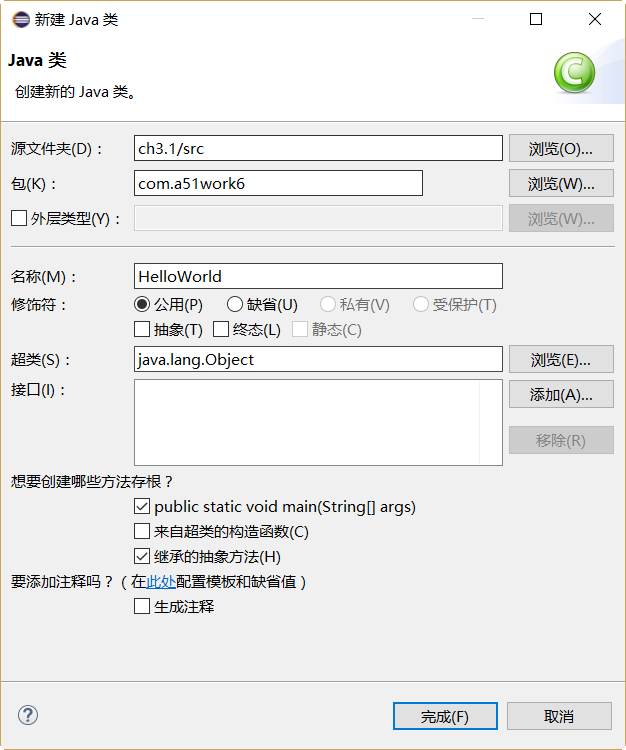 新建 Java 类
Java 类
创建新的 Java 类。
源文件夹(D)： ch3.1/src 浏览(O)...
包(K)： com.a51work6 浏览(W)...
外层类型(Y)： 浏览(W)...
名称(M)： HelloWorld
修饰符： 公用(P) 缺省(U) 私有(V) 受保护(T)
抽象(T) 终态(L) 静态(C)
超类(S)： java.lang.Object 浏览(E)...
接口(I)： 添加(A)...
移除(R)
想要创建哪些方法存根？
public static void main(String[] args)
来自超类的构造函数(C)
继承的抽象方法(H)
要添加注释吗？（在此处配置模板和缺省值）
生成注释
? 完成(F) 取消